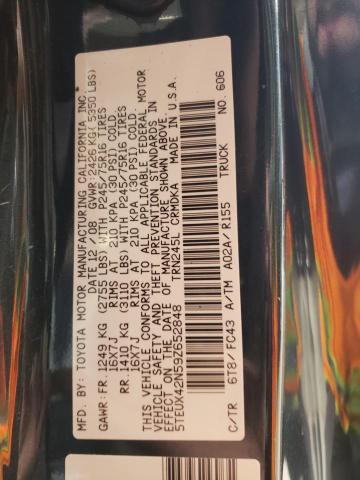 MFD. BY: TOYOTA MOTOR MANUFACTURING CALIFORNIA, INC.
DATE 12 / 08 GVWR: 2426 KG( 5350 LBS)
GAWR: FR. 1249 KG (2755 LBS) WITH P245/75R16 TIRES
16X7J RIMS AT 210 KPA (30 PSI) COLD
RR. 1410 KG (3110 LBS) WITH P245/75R16 TIRES
16X7J RIMS AT 210 KPA (30 PSI) COLD
THIS VEHICLE CONFORMS TO ALL APPLICABLE FEDERAL MOTOR
VEHICLE SAFETY AND THEFT PREVENTION STANDARDS IN
EFFECT ON THE DATE OF MANUFACTURE SHOWN ABOVE.
5TEUX42N59Z652848 TRN245L CRMDKA MADE IN U.S.A.
TRUCK
C/TR 6T8/ FC43 A/TM A02A/ R155 NO. 606